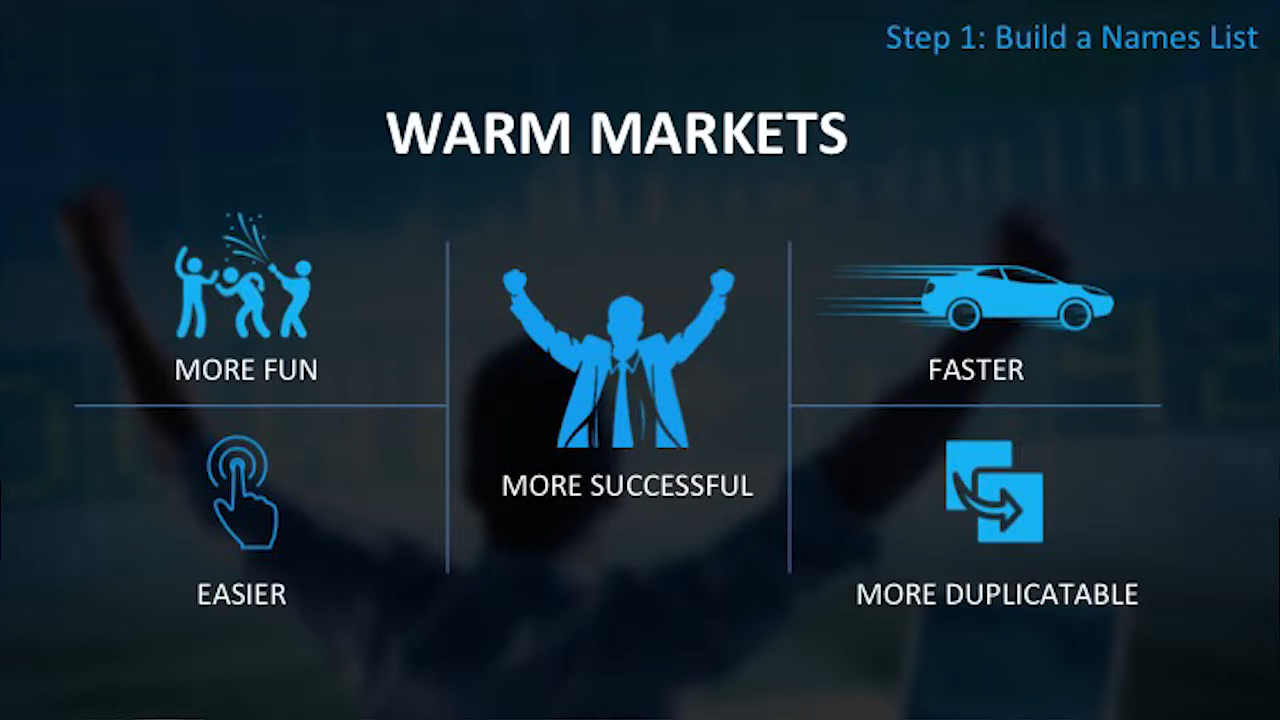 Step 1: Build a Names List
WARM MARKETS
MORE FUN
FASTER
MORE SUCCESSFUL
EASIER
MORE DUPLICATABLE